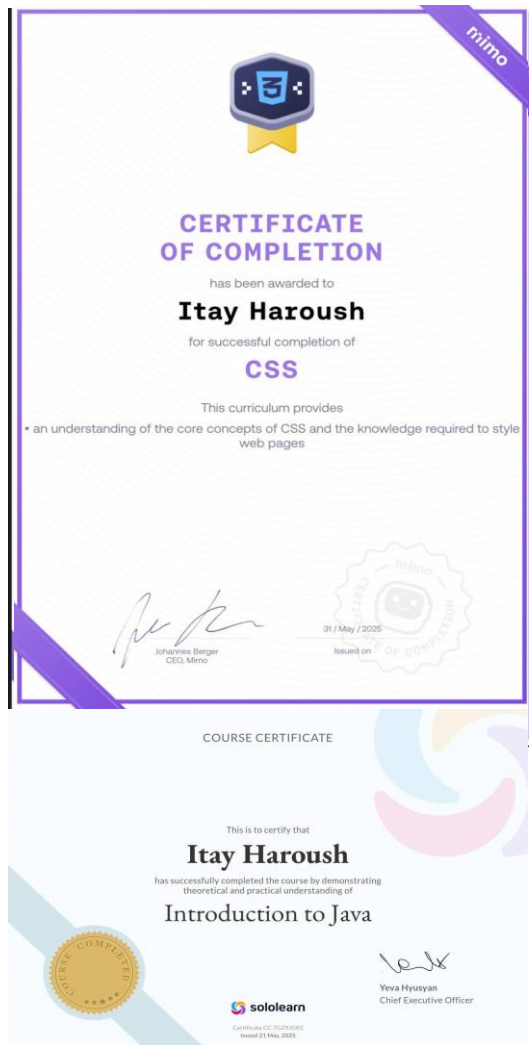 mimo
CERTIFICATE
OF COMPLETION
has been awarded to
Itay Haroush
for successful completion of
CSS
This curriculum provides
• an understanding of the core concepts of CSS and the knowledge required to style
web pages
mimo
CERTIFICATE OF COMPLETION
Johannes Berger
CEO, Mimo
31 / May / 2025
Issued on
COURSE CERTIFICATE
This is to certify that
Itay Haroush
has successfully completed the course by demonstrating
theoretical and practical understanding of
Introduction to Java
COURSE COMPLETED
Yeva Hyusyan
Chief Executive Officer
sololearn
Certificate
Issued 21 May, 2025